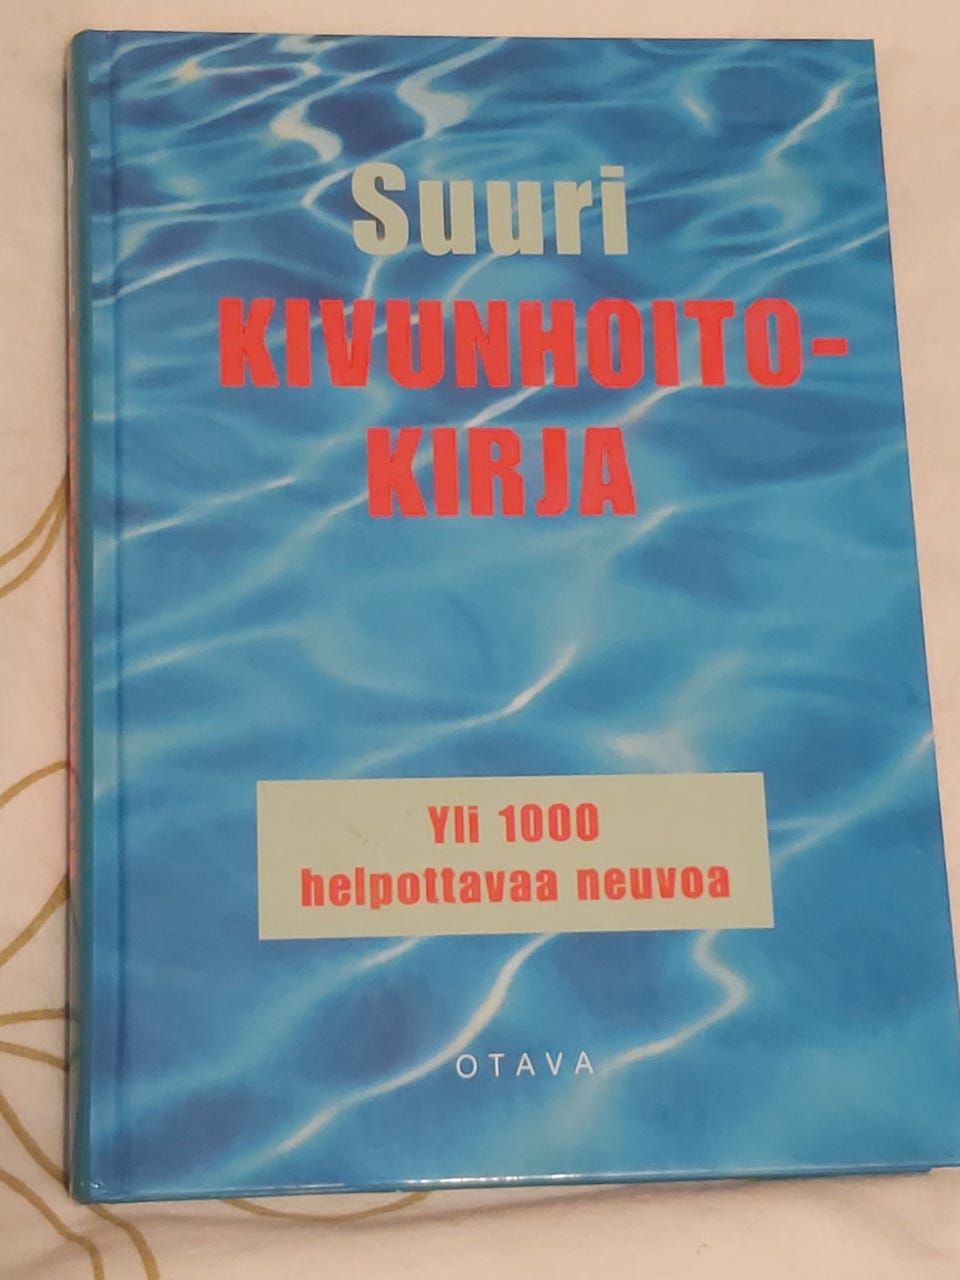 Suuri
KIVUNHOITO-
KIRJA
Yli 1000
helpottavaa neuvoa
OTAVA